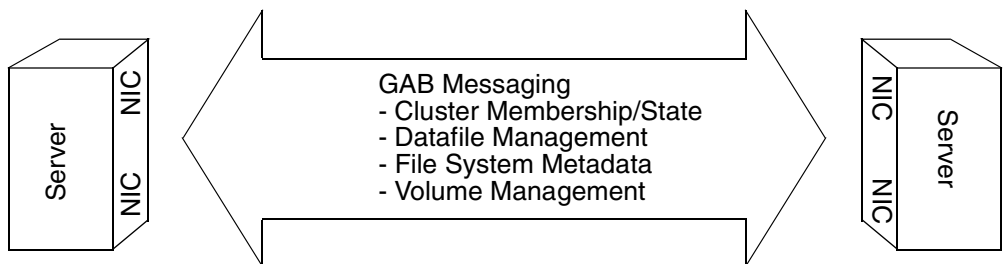 Server
NIC
NIC
GAB Messaging
- Cluster Membership/State
- Datafile Management
- File System Metadata
- Volume Management
NIC
NIC
Server